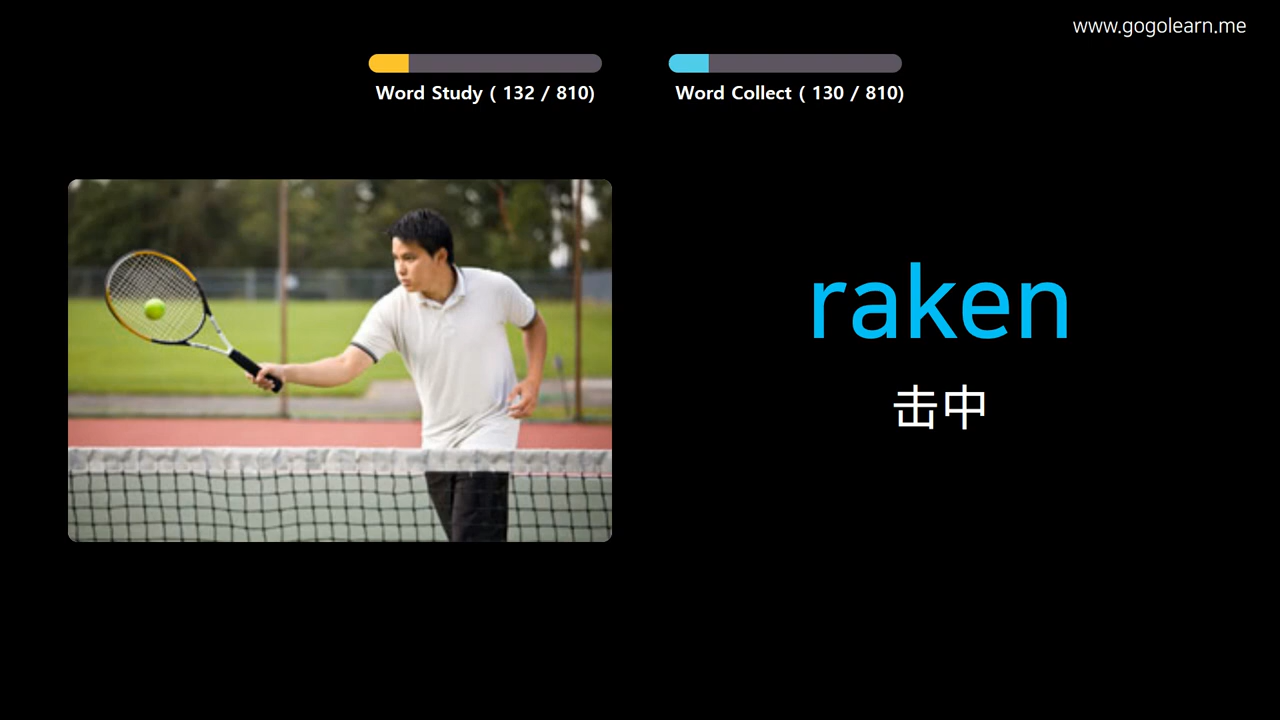 www.gogolearn.me
Word Study ( 132 / 810)
Word Collect ( 130 / 810)
raken
击中